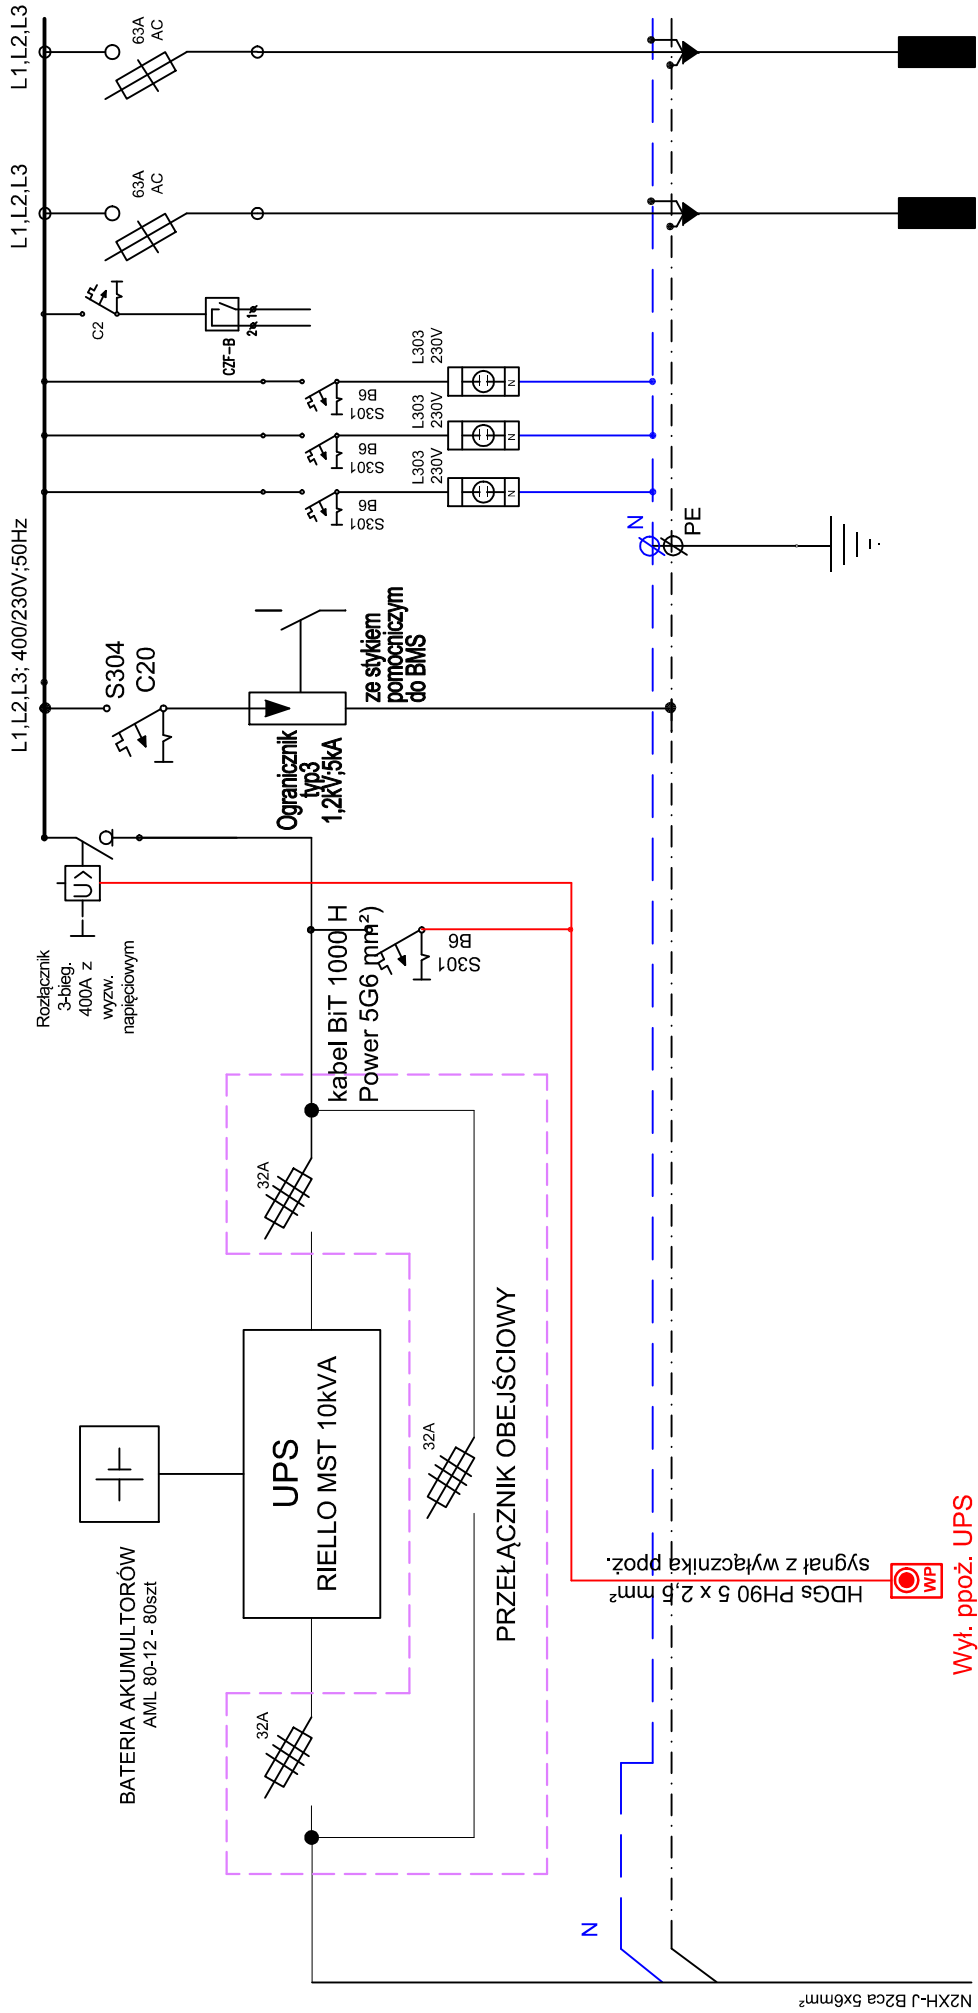 L1,L2,L3
63A
AC
L1,L2,L3
63A
AC
C2
CZF-B
2
1
L303
230V
S301
B6
L303
230V
S301
B6
L303
230V
S301
B6
N
PE
L1,L2,L3; 400/230V;50Hz
S304
C20
Ogranicznik
typ3
1,2kV;5kA
ze stykiem
pomocniczym
do BMS
N
N
N
U>
Rozłącznik
3-bieg.
400A z
wyzw.
napięciowym
kabel BiT 1000 H
Power 5G6 mm²)
S301
B6
32A
UPS
RIELLO MST 10kVA
32A
PRZEŁĄCZNIK OBEJŚCIOWY
BATERIA AKUMULTORÓW
AML 80-12 - 80szt
32A
sygnał z wyłącznika ppoż.
HDGs PH90 5 x 2,5 mm²
WP
Wył. ppoż. UPS
N
N2XH-J B2ca 5x6mm²